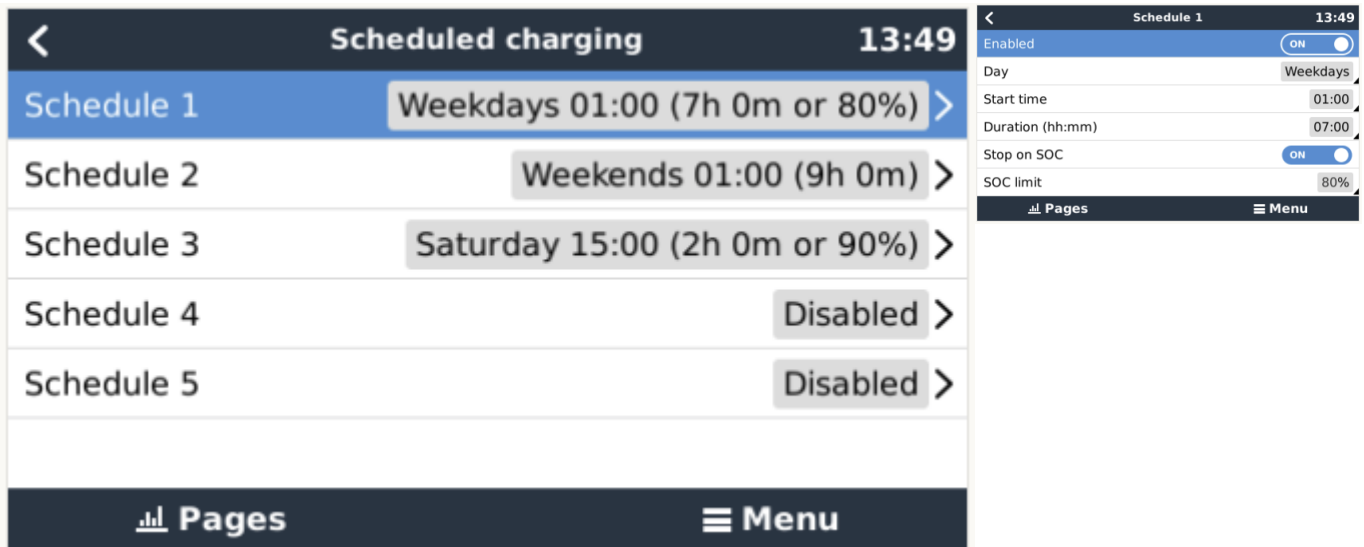 Scheduled charging 13:49
Schedule 1 Weekdays 01:00 (7h 0m or 80%)
Schedule 2 Weekends 01:00 (9h 0m)
Schedule 3 Saturday 15:00 (2h 0m or 90%)
Schedule 4 Disabled
Schedule 5 Disabled
Pages Menu
Schedule 1 13:49
Enabled ON
Day Weekdays
Start time 01:00
Duration (hh:mm) 07:00
Stop on SOC ON
SOC limit 80%
Pages Menu